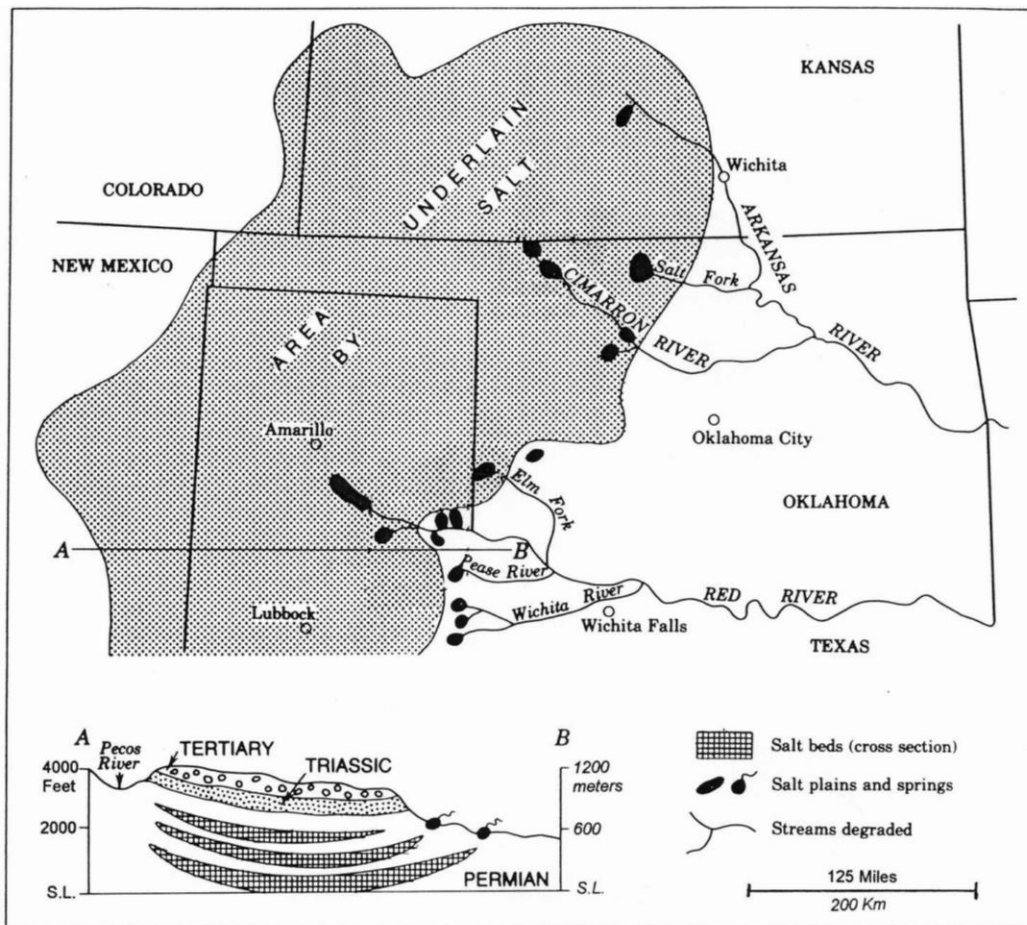 KANSAS
UNDERLAIN
SALT
Wichita
COLORADO
ARKANSAS
RIVER
NEW MEXICO
Salt Fork
CIMARRON
RIVER
AREA
BY
Amarillo
Oklahoma City
Elm Fork
OKLAHOMA
A
B
Pease River
Wichita River
RED RIVER
Lubbock
Wichita Falls
TEXAS
A
B
Pecos
River
TERTIARY
TRIASSIC
4000
Feet
2000
S.L.
1200
meters
600
S.L.
PERMIAN
Salt beds (cross section)
Salt plains and springs
Streams degraded
125 Miles
200 Km